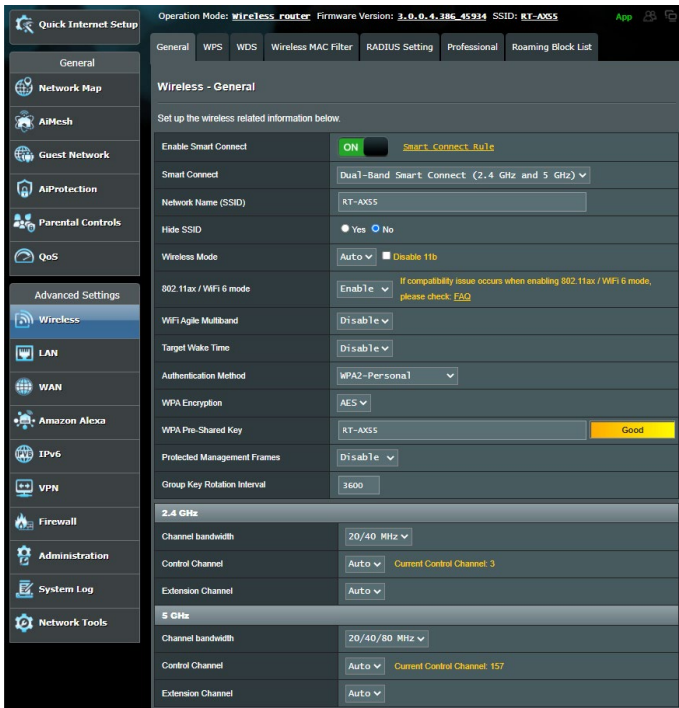 Quick Internet Setup
General
Network Map
AiMesh
Guest Network
AiProtection
Parental Controls
QoS
Advanced Settings
Wireless
LAN
WAN
Amazon Alexa
IPv6
VPN
Firewall
Administration
System Log
Network Tools
Operation Mode: Wireless router Firmware Version: 3.0.0.4.386_45934 SSID: RT-AX55 App
General WPS WDS Wireless MAC Filter RADIUS Setting Professional Roaming Block List
Wireless - General
Set up the wireless related information below.
Enable Smart Connect ON Smart Connect Rule
Smart Connect Dual-Band Smart Connect (2.4 GHz and 5 GHz)
Network Name (SSID) RT-AX55
Hide SSID Yes No
Wireless Mode Auto Disable 11b
802.11ax / WiFi 6 mode Enable If compatibility issue occurs when enabling 802.11ax / WiFi 6 mode,
please check: FAQ
WiFi Agile Multiband Disable
Target Wake Time Disable
Authentication Method WPA2-Personal
WPA Encryption AES
WPA Pre-Shared Key RT-AX55 Good
Protected Management Frames Disable
Group Key Rotation Interval 3600
2.4 GHz
Channel bandwidth 20/40 MHz
Control Channel Auto Current Control Channel: 3
Extension Channel Auto
5 GHz
Channel bandwidth 20/40/80 MHz
Control Channel Auto Current Control Channel: 157
Extension Channel Auto